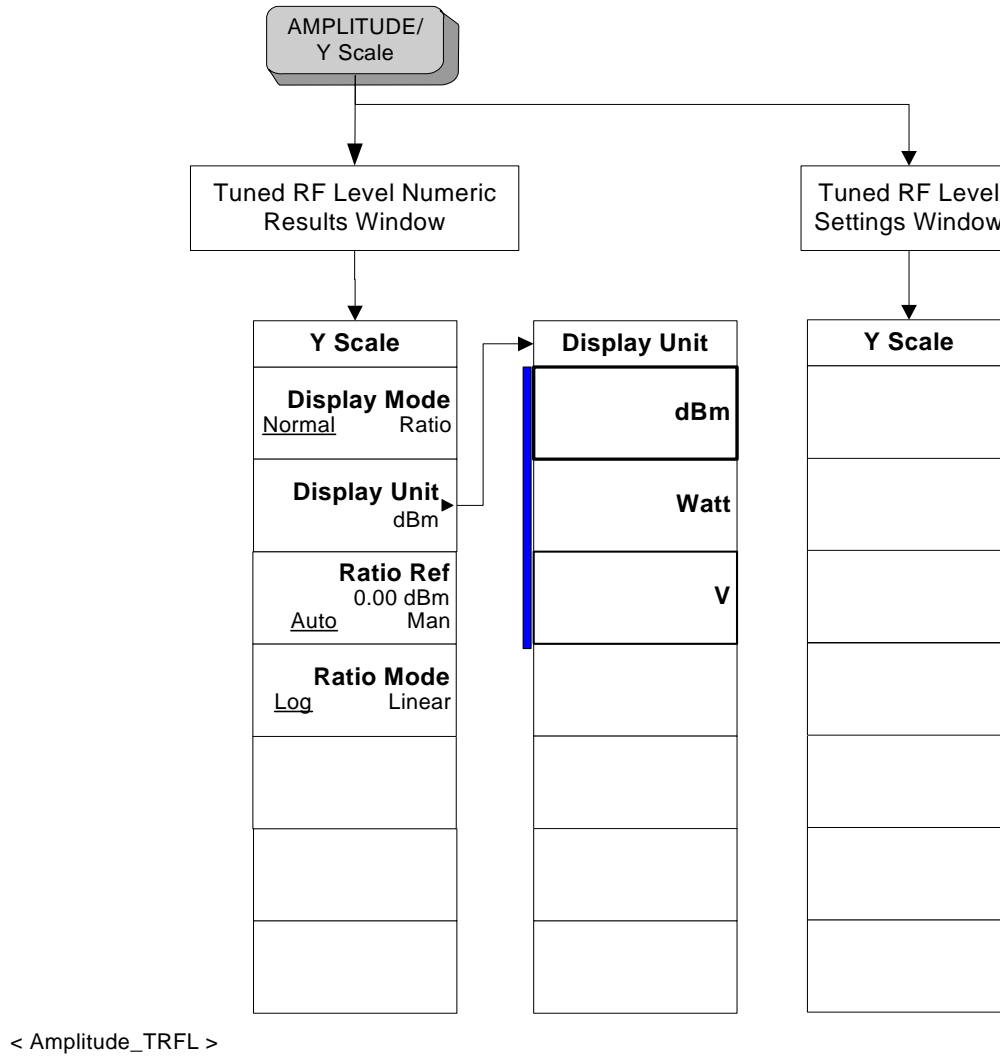 AMPLITUDE/
Y Scale
Tuned RF Level Numeric
Results Window
Tuned RF Level
Settings Window
Y Scale
Display Mode
Normal Ratio
Display Unit
dBm
Ratio Ref
0.00 dBm
Auto Man
Ratio Mode
Log Linear
Display Unit
dBm
Watt
V
Y Scale
< Amplitude_TRFL >